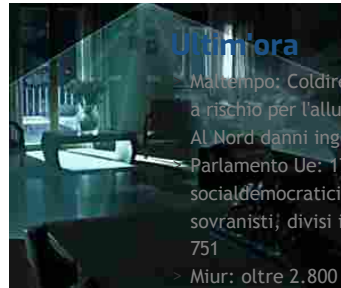 Ultim'ora
Maltempo: Coldire
a rischio per l'allu
Al Nord danni ing
Parlamento Ue: 1
socialdemocratici
sovranisti, divisi i
751
> Miur: oltre 2.800